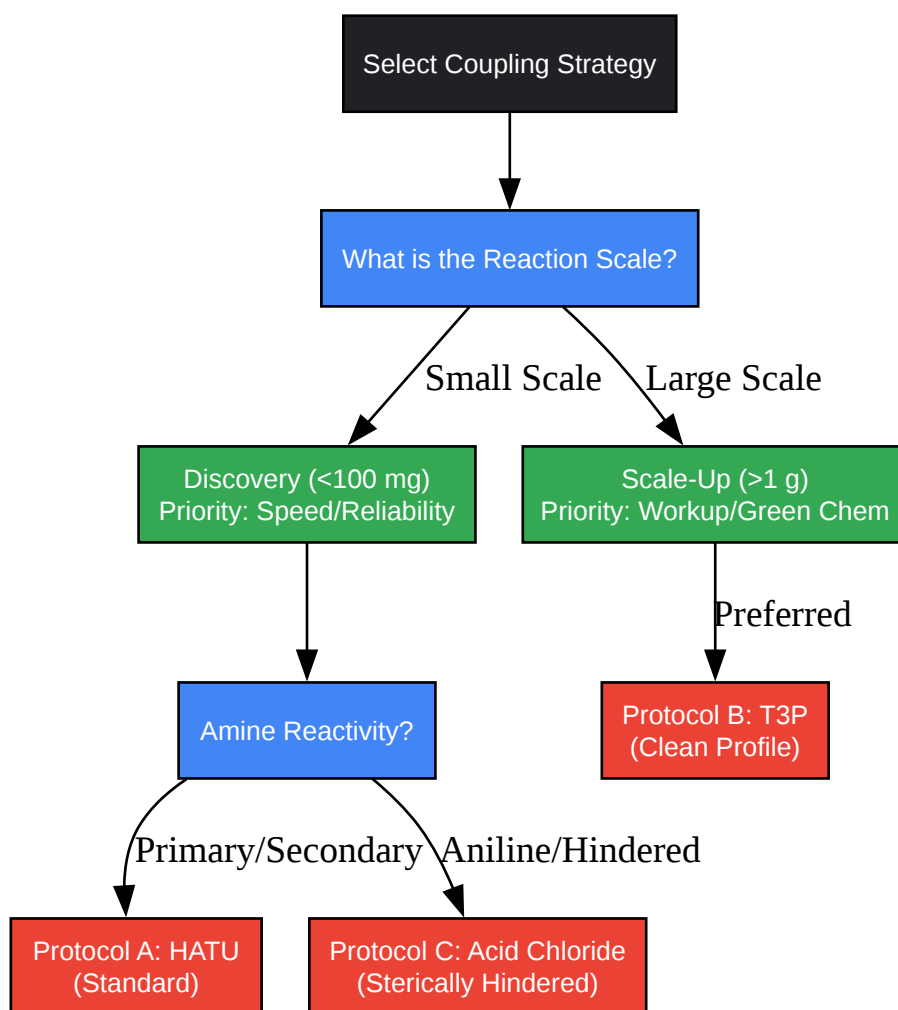 Select Coupling Strategy
What is the Reaction Scale?
Small Scale
Large Scale
Discovery (<100 mg)
Priority: Speed/Reliability
Scale-Up (>1 g)
Priority: Workup/Green Chem
Preferred
Amine Reactivity?
Protocol B: T3P
(Clean Profile)
Primary/Secondary
Aniline/Hindered
Protocol A: HATU
(Standard)
Protocol C: Acid Chloride
(Sterically Hindered)